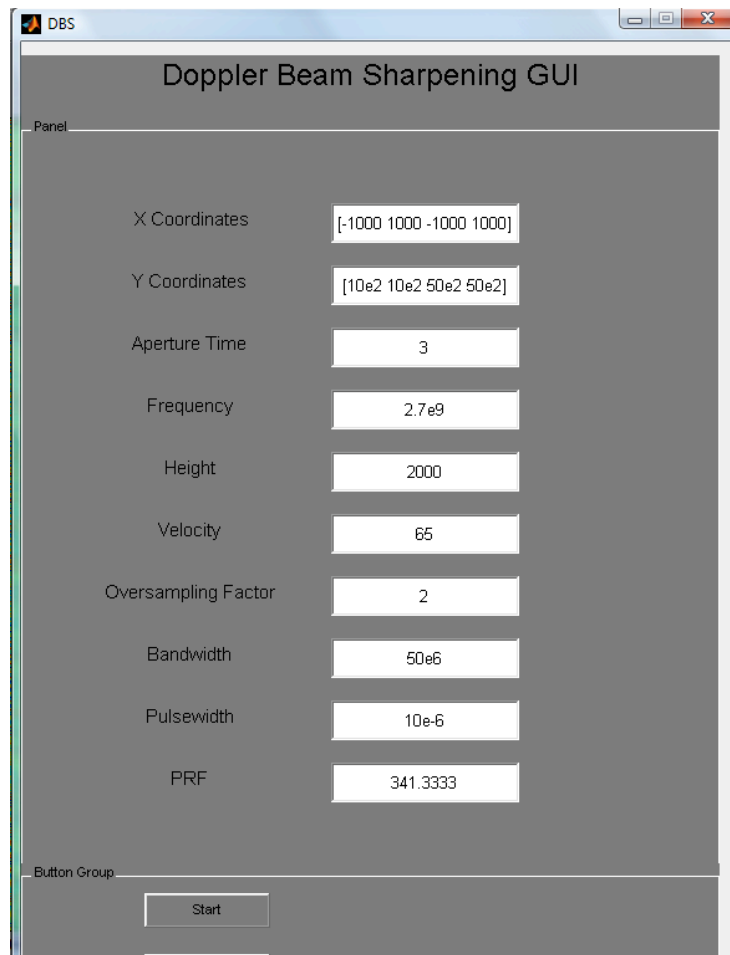 DBS
Doppler Beam Sharpening GUI
Panel
X Coordinates [-1000 1000 -1000 1000]
Y Coordinates [10e2 10e2 50e2 50e2]
Aperture Time 3
Frequency 2.7e9
Height 2000
Velocity 65
Oversampling Factor 2
Bandwidth 50e6
Pulsewidth 10e-6
PRF 341.3333
Button Group
Start